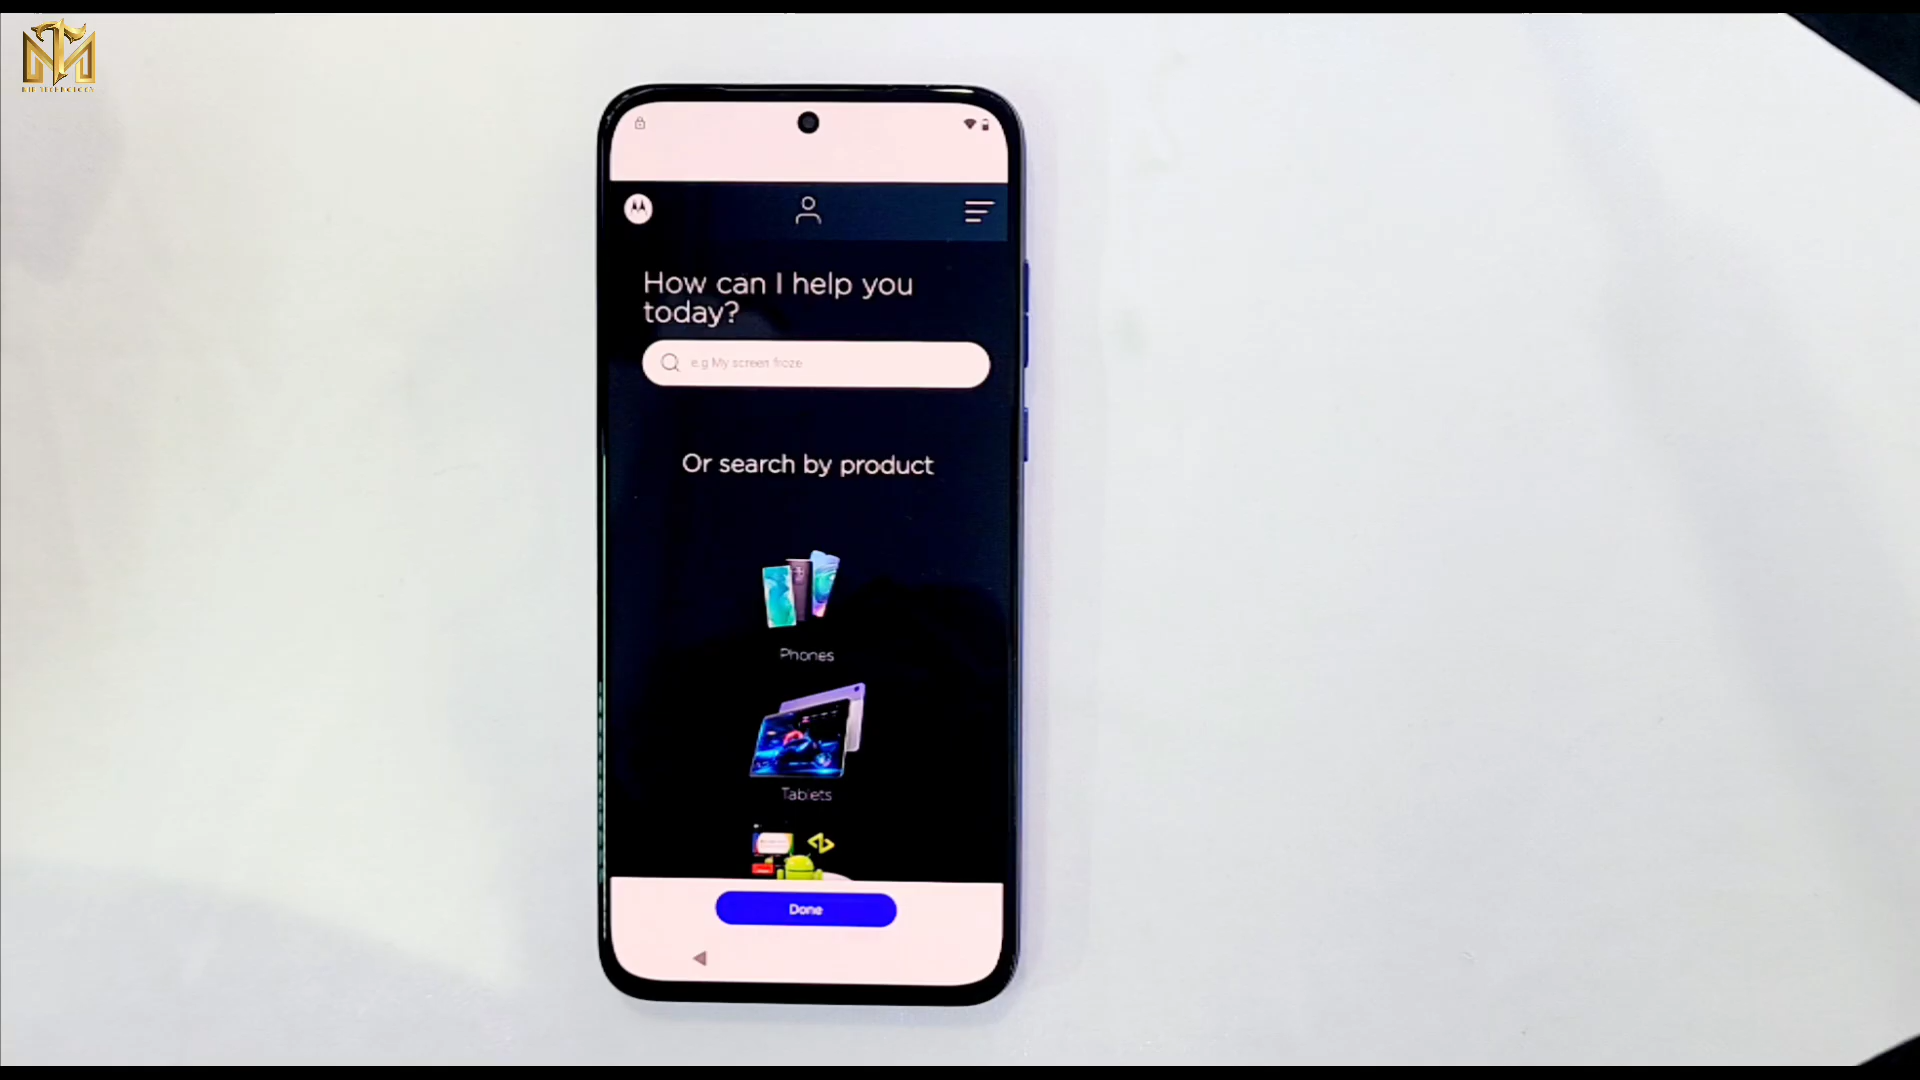 How can I help you
today?
e.g My screen froze
Or search by product
Phones
Tablets
Done